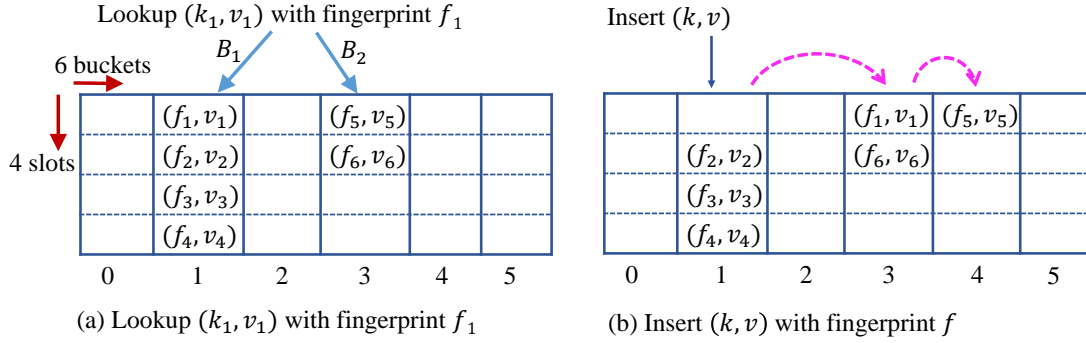 Lookup (k₁, v₁) with fingerprint f₁
B₁ B₂
6 buckets
4 slots
(f₁, v₁) (f₅, v₅)
(f₂, v₂) (f₆, v₆)
(f₃, v₃)
(f₄, v₄)
0 1 2 3 4 5
(a) Lookup (k₁, v₁) with fingerprint f₁
Insert (k, v)
(f₁, v₁) (f₅, v₅)
(f₂, v₂) (f₆, v₆)
(f₃, v₃)
(f₄, v₄)
0 1 2 3 4 5
(b) Insert (k, v) with fingerprint f